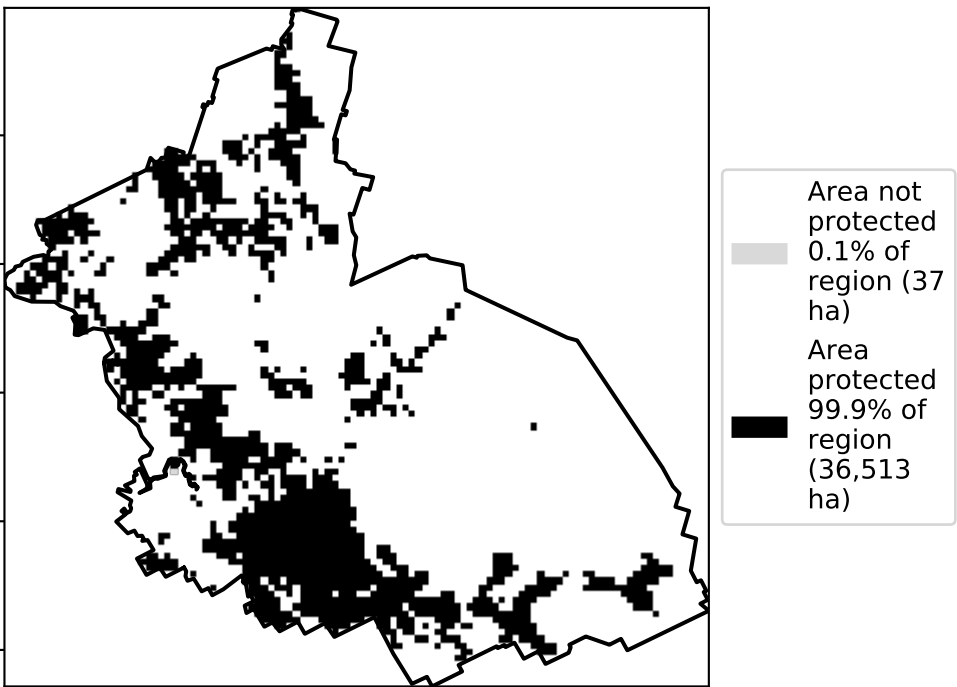 Area not
protected
0.1% of
region (37
ha)
Area
protected
99.9% of
region
(36,513
ha)